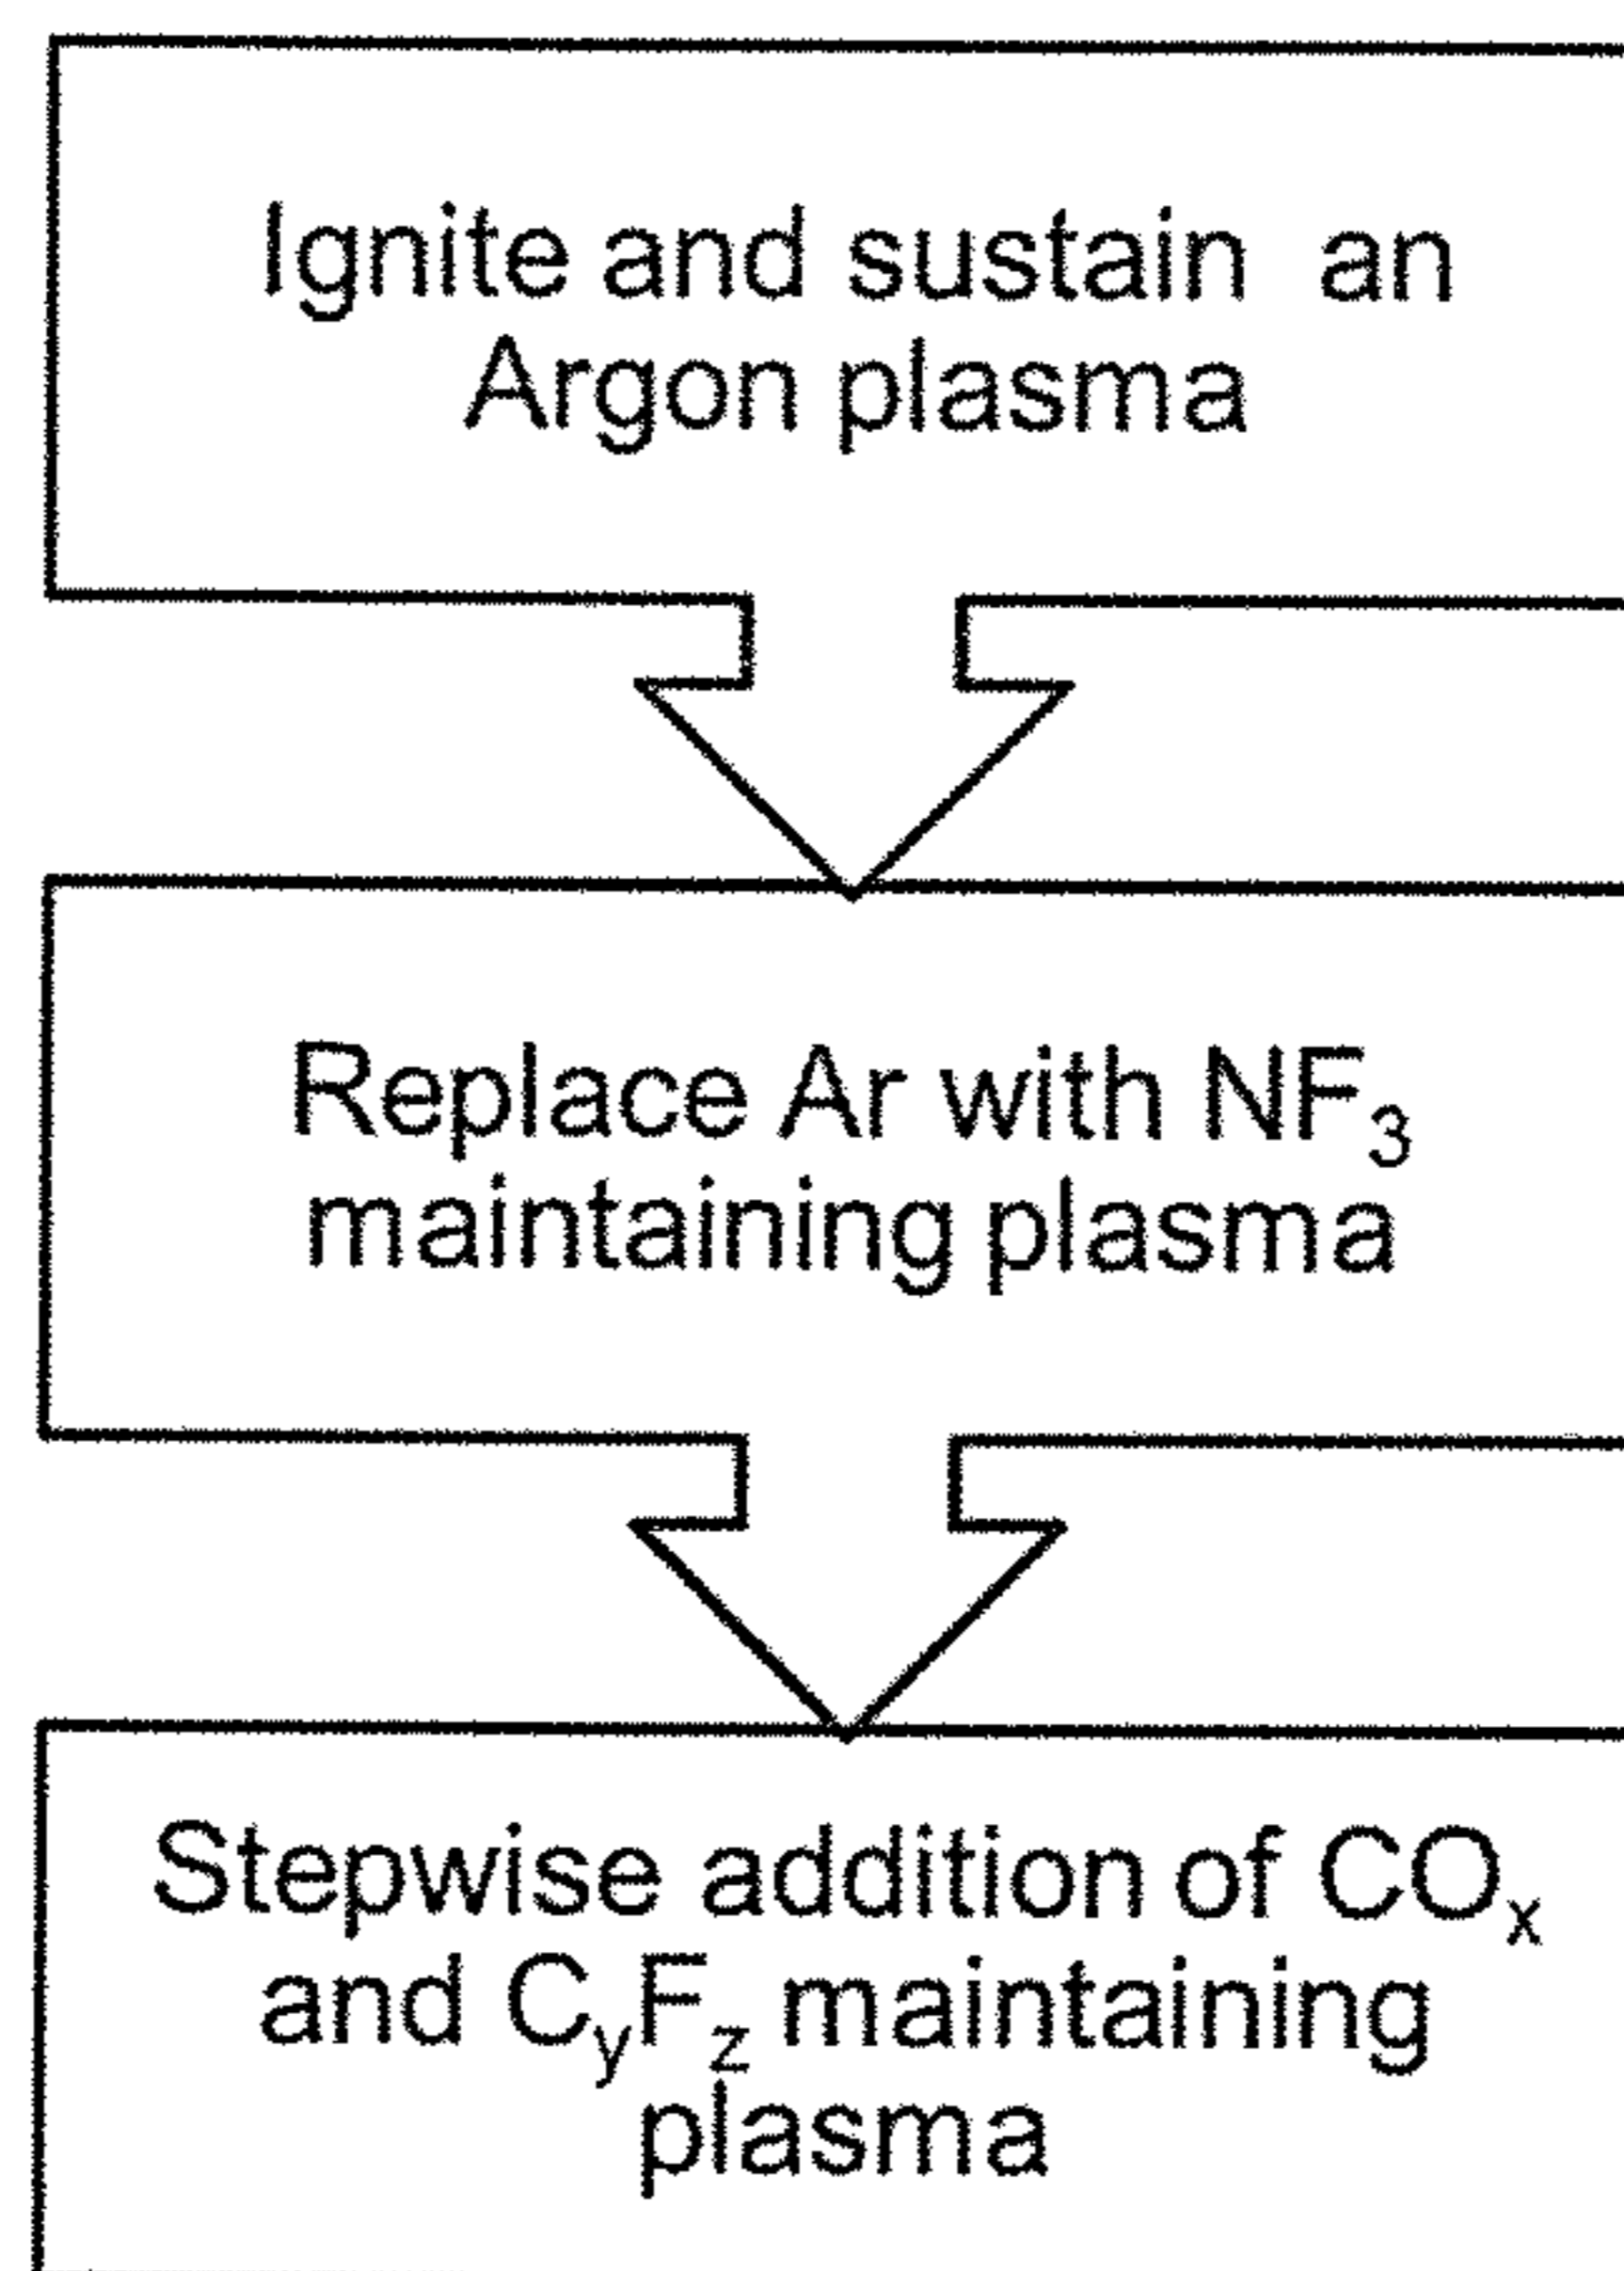 Ignite and sustain an
Argon plasma
Replace Ar with NF₃
maintaining plasma
Stepwise addition of COₓ
and CᵧF_z maintaining
plasma